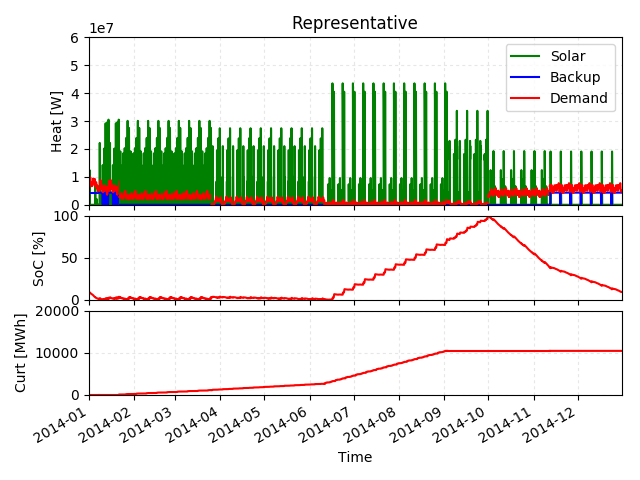 Representative
1e7
6
5
4
3
2
1
0
Heat [W]
Solar
Backup
Demand
100
50
0
SoC [%]
20000
10000
0
Curt [MWh]
2014-01
2014-02
2014-03
2014-04
2014-05
2014-06
2014-07
2014-08
2014-09
2014-10
2014-11
2014-12
Time